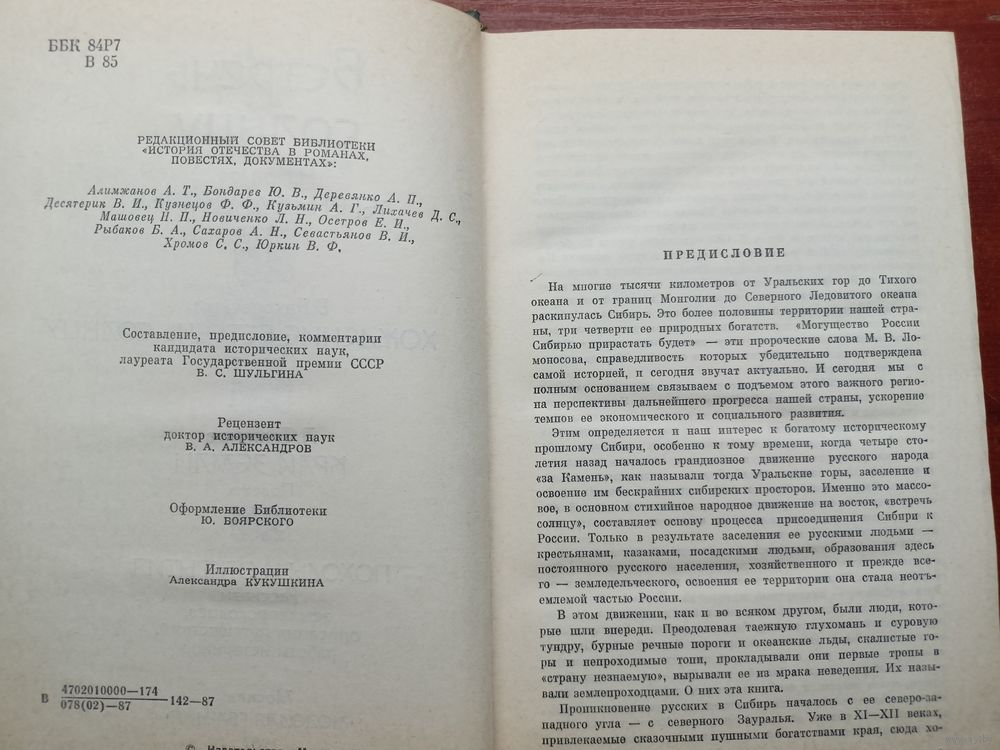 ББК 84Р7
В 85
РЕДАКЦИОННЫЙ СОВЕТ БИБЛИОТЕКИ
«ИСТОРИЯ ОТЕЧЕСТВА В РОМАНАХ,
ПОВЕСТЯХ, ДОКУМЕНТАХ»:
Алимжанов А. Т., Бондарев Ю. В., Деревянко А. П.,
Десятерик В. И., Кузнецов Ф. Ф., Кузьмин А. Г., Лихачев Д. С.,
Машовец Н. П., Новиченко Л. Н., Осетров Е. И.,
Рыбаков Б. А., Сахаров А. Н., Севастьянов В. И.,
Хромов С. С., Юркин В. Ф.
Составление, предисловие, комментарии
кандидата исторических наук,
лауреата Государственной премии СССР
В. С. ШУЛЬГИНА
Рецензент
доктор исторических наук
В. А. АЛЕКСАНДРОВ
Оформление Библиотеки
Ю. БОЯРСКОГО
Иллюстрации
Александра КУКУШКИНА
В 4702010000—174
078(02)—87 —142—87
ПРЕДИСЛОВИЕ
На многие тысячи километров от Уральских гор до Тихого
океана и от границ Монголии до Северного Ледовитого океана
раскинулась Сибирь. Это более половины территории нашей стра-
ны, три четверти ее природных богатств. «Могущество России
Сибирью прирастать будет» — эти пророческие слова М. В. Ло-
моносова, справедливость которых убедительно подтверждена
самой историей, и сегодня звучат актуально. И сегодня мы с
полным основанием связываем с подъемом этого важного регио-
на перспективы дальнейшего прогресса нашей страны, ускорение
темпов ее экономического и социального развития.
Этим определяется и наш интерес к богатому историческому
прошлому Сибири, особенно к тому времени, когда четыре сто-
летия назад началось грандиозное движение русского народа
«за Камень», как называли тогда Уральские горы, заселение и
освоение им бескрайних сибирских просторов. Именно это массо-
вое, в основном стихийное народное движение на восток, «встречь
солнцу», составляет основу процесса присоединения Сибири к
России. Только в результате заселения ее русскими людьми —
крестьянами, казаками, посадскими людьми, образования здесь
постоянного русского населения, хозяйственного и прежде все-
го — земледельческого, освоения ее территории она стала неотъ-
емлемой частью России.
В этом движении, как и во всяком другом, были люди, кото-
рые шли впереди. Преодолевая таежную глухомань и суровую
тундру, бурные речные пороги и океанские льды, скалистые го-
ры и непроходимые топи, прокладывали они первые тропы в
«страну незнаемую», вырывали ее из мрака неведения. Их назы-
вали землепроходцами. О них эта книга.
Проникновение русских в Сибирь началось с ее северо-за-
падного угла — с северного Зауралья. Уже в XI—XII веках,
привлекаемые сказочными пушными богатствами края, сюда хо-